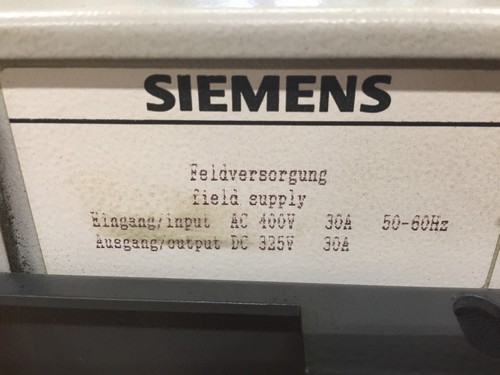 SIEMENS
Feldversorgung
field supply
Eingang/input AC 400V 30A 50-60Hz
Ausgang/output DC 325V 30A